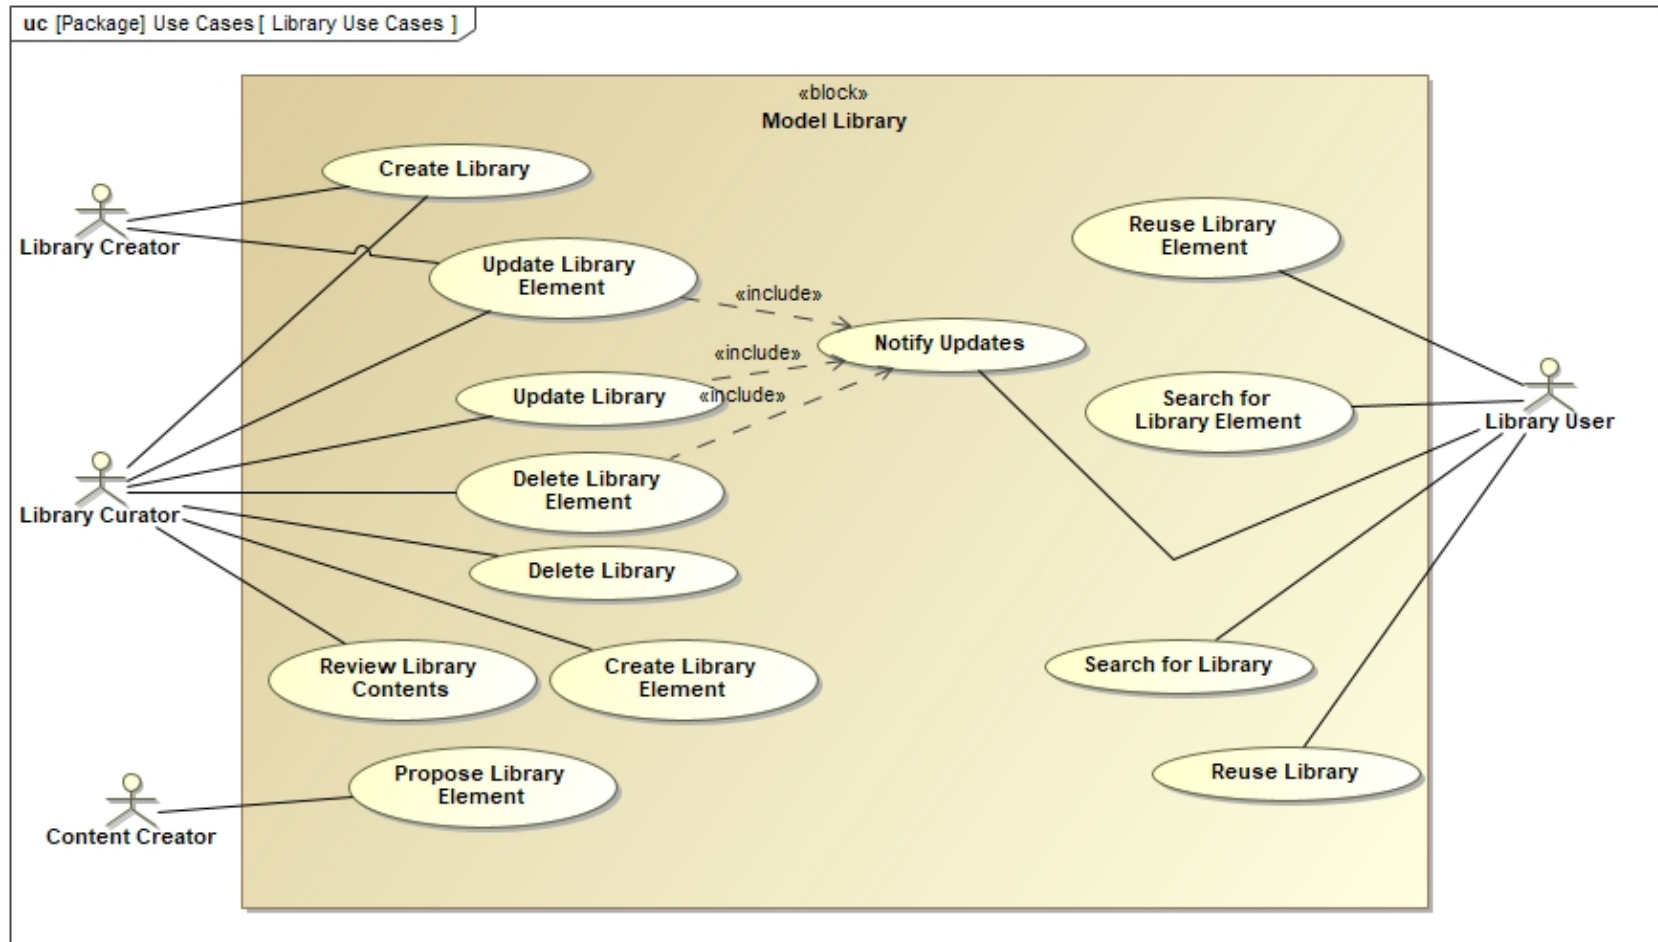 uc [Package] Use Cases [ Library Use Cases ]
«block»
Model Library
Create Library
Library Creator
Update Library
Element
«include»
Reuse Library
Element
Notify Updates
«include»
Update Library
«include»
Search for
Library Element
Library User
Delete Library
Element
Library Curator
Delete Library
Review Library
Contents
Create Library
Element
Search for Library
Propose Library
Element
Reuse Library
Content Creator